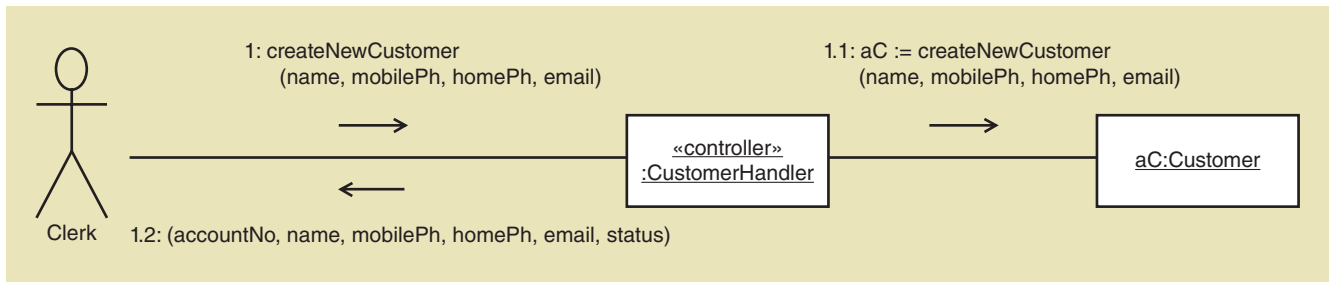 1: createNewCustomer
(name, mobilePh, homePh, email)
1.1: aC := createNewCustomer
(name, mobilePh, homePh, email)
«controller»
:CustomerHandler
aC:Customer
Clerk
1.2: (accountNo, name, mobilePh, homePh, email, status)